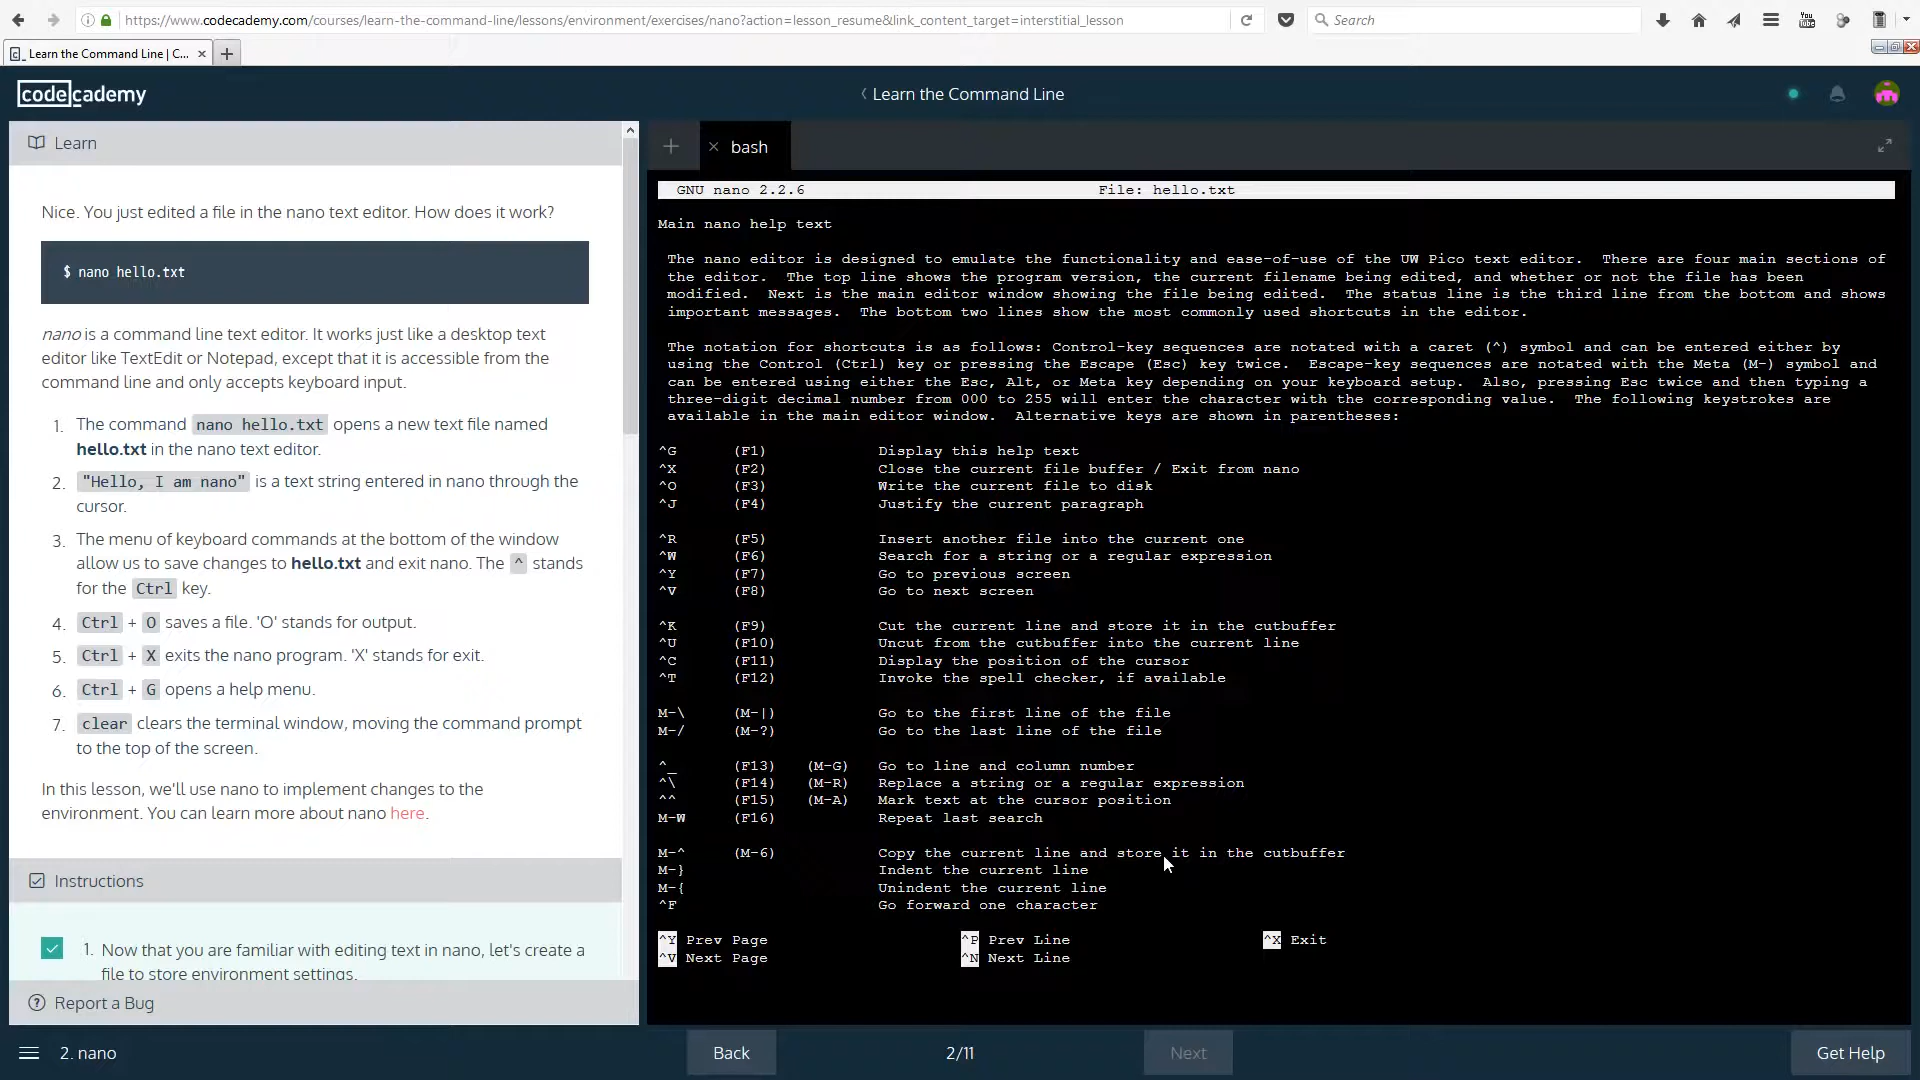 https://www.codecademy.com/courses/learn-the-command-line/lessons/environment/exercises/nano?action=lesson_resume&link_content_target=interstitial_lesson
Search
Learn the Command Line | C...
codecademy
Learn the Command Line
Learn
bash
Nice. You just edited a file in the nano text editor. How does it work?
$ nano hello.txt
nano is a command line text editor. It works just like a desktop text
editor like TextEdit or Notepad, except that it is accessible from the
command line and only accepts keyboard input.
1. The command nano hello.txt opens a new text file named
hello.txt in the nano text editor.
2. "Hello, I am nano" is a text string entered in nano through the
cursor.
3. The menu of keyboard commands at the bottom of the window
allow us to save changes to hello.txt and exit nano. The ^ stands
for the Ctrl key.
4. Ctrl + O saves a file. 'O' stands for output.
5. Ctrl + X exits the nano program. 'X' stands for exit.
6. Ctrl + G opens a help menu.
7. clear clears the terminal window, moving the command prompt
to the top of the screen.
In this lesson, we'll use nano to implement changes to the
environment. You can learn more about nano here.
Instructions
1. Now that you are familiar with editing text in nano, let's create a
file to store environment settings.
Report a Bug
GNU nano 2.2.6 File: hello.txt
Main nano help text
The nano editor is designed to emulate the functionality and ease-of-use of the UW Pico text editor. There are four main sections of
the editor. The top line shows the program version, the current filename being edited, and whether or not the file has been
modified. Next is the main editor window showing the file being edited. The status line is the third line from the bottom and shows
important messages. The bottom two lines show the most commonly used shortcuts in the editor.
The notation for shortcuts is as follows: Control-key sequences are notated with a caret (^) symbol and can be entered either by
using the Control (Ctrl) key or pressing the Escape (Esc) key twice. Escape-key sequences are notated with the Meta (M-) symbol and
can be entered using either the Esc, Alt, or Meta key depending on your keyboard setup. Also, pressing Esc twice and then typing a
three-digit decimal number from 000 to 255 will enter the character with the corresponding value. The following keystrokes are
available in the main editor window. Alternative keys are shown in parentheses:
^G (F1) Display this help text
^X (F2) Close the current file buffer / Exit from nano
^O (F3) Write the current file to disk
^J (F4) Justify the current paragraph
^R (F5) Insert another file into the current one
^W (F6) Search for a string or a regular expression
^Y (F7) Go to previous screen
^V (F8) Go to next screen
^K (F9) Cut the current line and store it in the cutbuffer
^U (F10) Uncut from the cutbuffer into the current line
^C (F11) Display the position of the cursor
^T (F12) Invoke the spell checker, if available
M-\ (M-|) Go to the first line of the file
M-/ (M-?) Go to the last line of the file
^_ (F13) (M-G) Go to line and column number
^\ (F14) (M-R) Replace a string or a regular expression
^^ (F15) (M-A) Mark text at the cursor position
M-W (F16) Repeat last search
M-^ (M-6) Copy the current line and store it in the cutbuffer
M-} Indent the current line
M-{ Unindent the current line
^F Go forward one character
^Y Prev Page ^P Prev Line ^X Exit
^V Next Page ^N Next Line
2. nano
Back
2/11
Next
Get Help